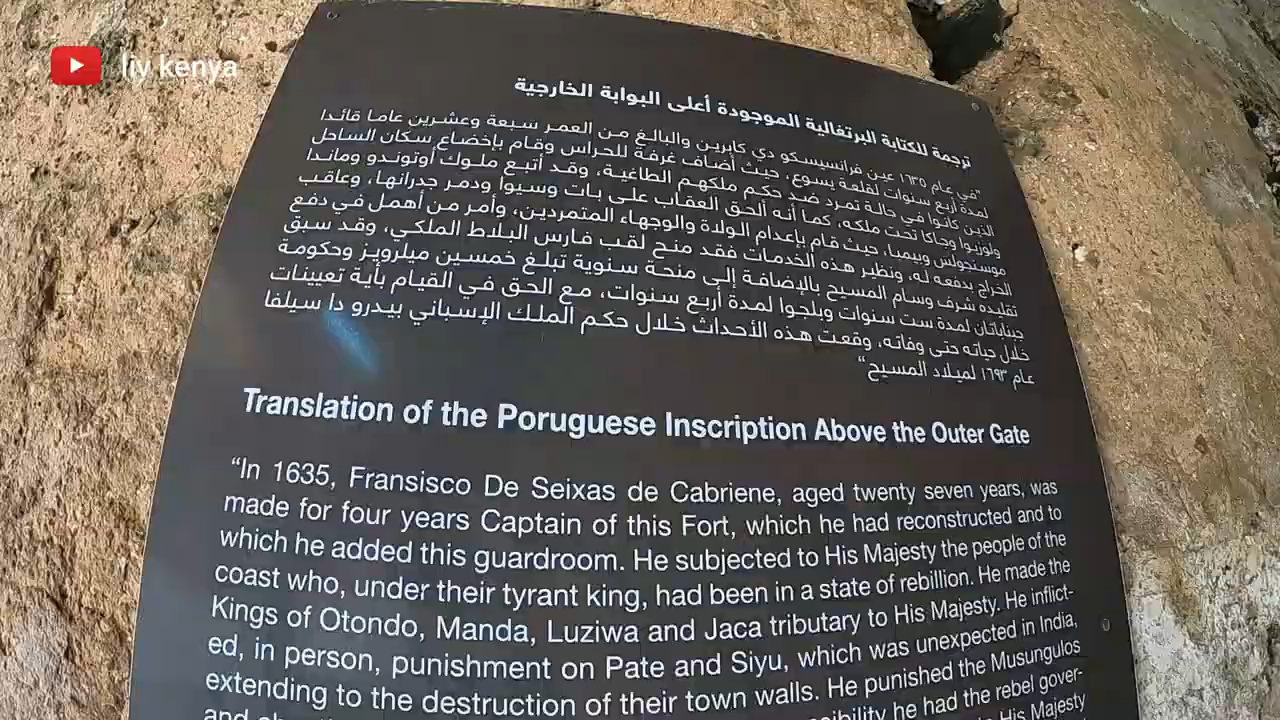 liv kenya
ترجمة للكتابة البرتغالية الموجودة أعلى البوابة الخارجية
"في عام ١٦٣٥ عين فرانسيسكو دي كابرين والبالغ من العمر سبعة وعشرين عاما قائدا
لمدة أربع سنوات لقلعة يسوع، حيث أضاف غرفة للحراس وقام بإخضاع سكان الساحل
الذين كانوا في حالة تمرد ضد حكم ملكهم الطاغية، وقد أتبع ملوك أوتوندو وماندا
ولوزيوا وجاكا تحت ملكه، كما أنه ألحق العقاب على بات وسيوا ودمر جدرانها، وعاقب
موسنجولس وبيمبا، حيث قام بإعدام الولاة والوجهاء المتمردين، وأمر من أهمل في دفع
الخراج بدفعه له، ونظير هذه الخدمات فقد منح لقب فارس البلاط الملكي، وقد سبق
تقليده شرف وسام المسيح بالإضافة إلى منحة سنوية تبلغ خمسين ميلرويز وحكومة
جبناباتان لمدة ست سنوات وبلجوا لمدة أربع سنوات، مع الحق في القيام بأية تعيينات
خلال حياته حتى وفاته، وقعت هذه الأحداث خلال حكم الملك الإسباني بيدرو دا سيلفا
عام ١٦٩٣ لميلاد المسيح"
Translation of the Poruguese Inscription Above the Outer Gate
"In 1635, Fransisco De Seixas de Cabriene, aged twenty seven years, was
made for four years Captain of this Fort, which he had reconstructed and to
which he added this guardroom. He subjected to His Majesty the people of the
coast who, under their tyrant king, had been in a state of rebillion. He made the
Kings of Otondo, Manda, Luziwa and Jaca tributary to His Majesty. He inflict-
ed, in person, punishment on Pate and Siyu, which was unexpected in India,
extending to the destruction of their town walls. He punished the Musungulos
and he had the rebel gover-
His Majesty